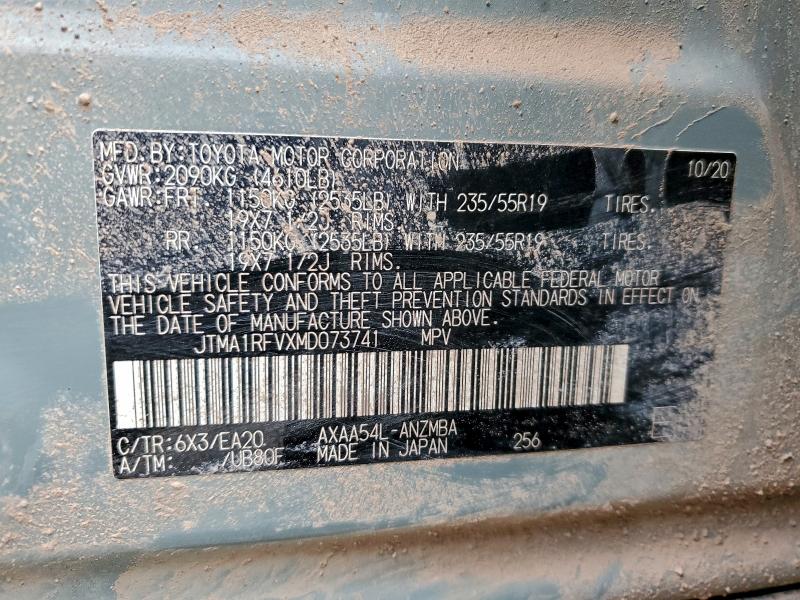 MFD. BY: TOYOTA MOTOR CORPORATION 10/20
GVWR: 2090KG (4610LB)
GAWR: FRT 1150KG (2535LB) WITH 235/55R19 TIRES.
19X7 1/2J RIMS
RR 1150KG (2535LB) WITH 235/55R19 TIRES.
19X7 1/2J RIMS.
THIS VEHICLE CONFORMS TO ALL APPLICABLE FEDERAL MOTOR
VEHICLE SAFETY AND THEFT PREVENTION STANDARDS IN EFFECT ON
THE DATE OF MANUFACTURE SHOWN ABOVE.
JTMA1RFVXMD073741 MPV
C/TR: 6X3/EA20 AXAA54L-ANZMBA
A/TM: /UB80F MADE IN JAPAN 256